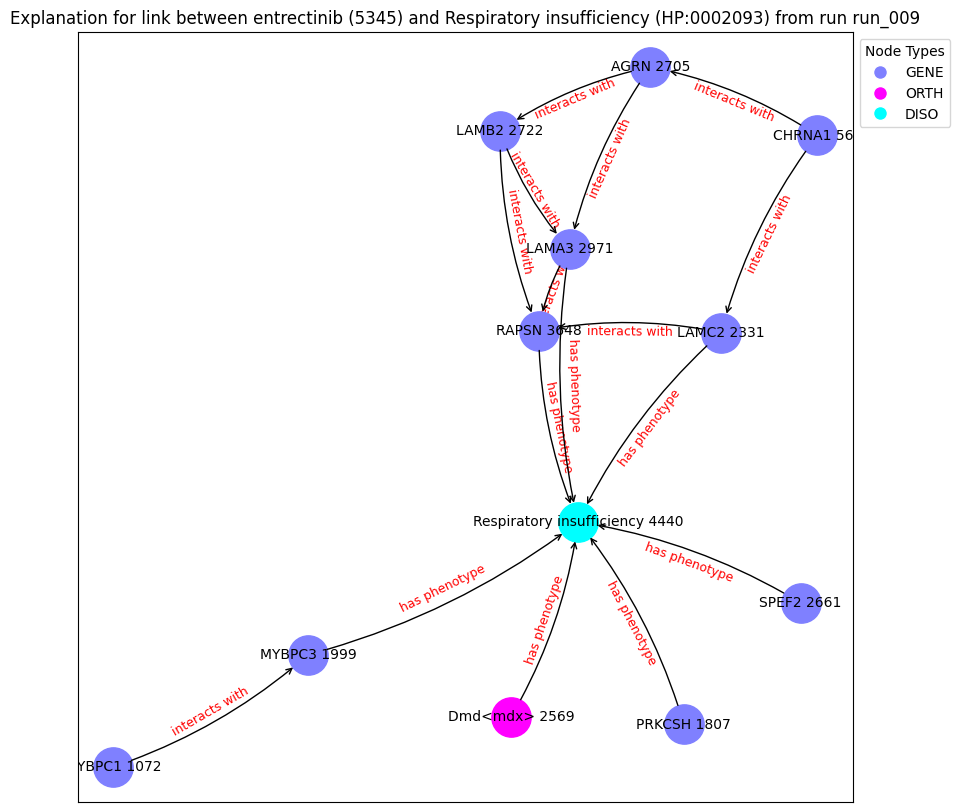 Explanation for link between entrectinib (5345) and Respiratory insufficiency (HP:0002093) from run run_009
Node Types
GENE
ORTH
DISO
AGRN 2705
LAMB2 2722
CHRNA1 56
interacts with
interacts with
interacts with
interacts with
interacts with
interacts with
LAMA3 2971
RAPSN 3648
LAMC2 2331
interacts with
has phenotype
has phenotype
has phenotype
Respiratory insufficiency 4440
has phenotype
SPEF2 2661
has phenotype
has phenotype
has phenotype
MYBPC3 1999
interacts with
Dmd<mdx> 2569
PRKCSH 1807
YBPC1 1072